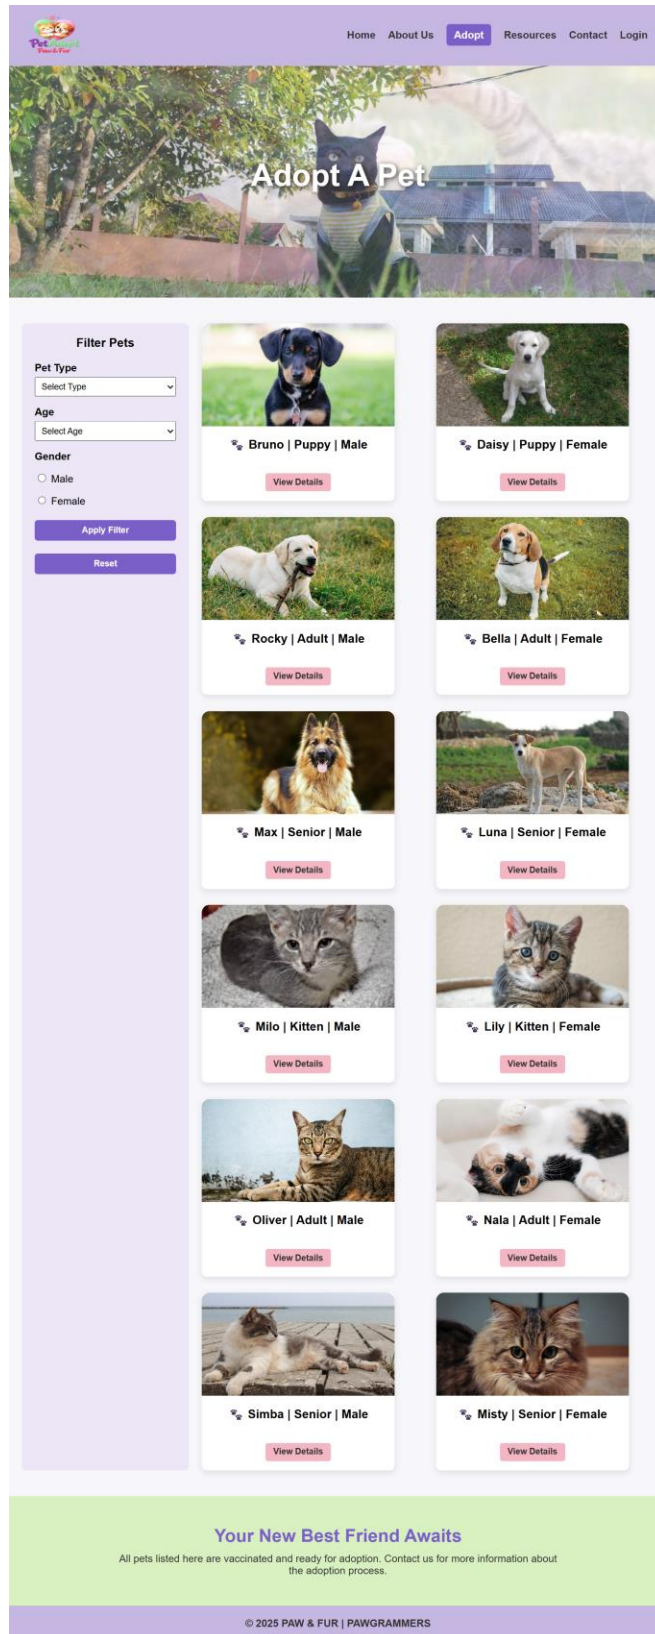 PetAdopt
Paw & Fur
Home About Us Adopt Resources Contact Login
Adopt A Pet
Filter Pets
Pet Type
Select Type
Age
Select Age
Gender
Male
Female
Apply Filter
Reset
Bruno | Puppy | Male
View Details
Daisy | Puppy | Female
View Details
Rocky | Adult | Male
View Details
Bella | Adult | Female
View Details
Max | Senior | Male
View Details
Luna | Senior | Female
View Details
Milo | Kitten | Male
View Details
Lily | Kitten | Female
View Details
Oliver | Adult | Male
View Details
Nala | Adult | Female
View Details
Simba | Senior | Male
View Details
Misty | Senior | Female
View Details
Your New Best Friend Awaits
All pets listed here are vaccinated and ready for adoption. Contact us for more information about
the adoption process.
© 2025 PAW & FUR | PAWGRAMMERS